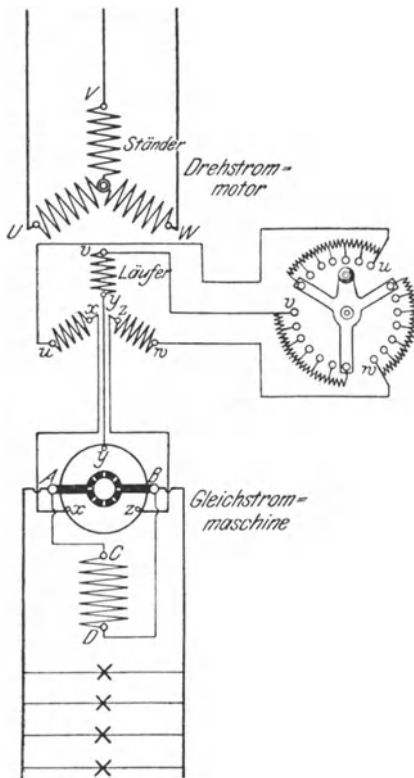 V
Ständer
Drehstrom=
motor
U
W
v
Läufer
u
y
x
z
v
u
w
w
y
A
B
Gleichstrom=
maschine
x
z
C
D